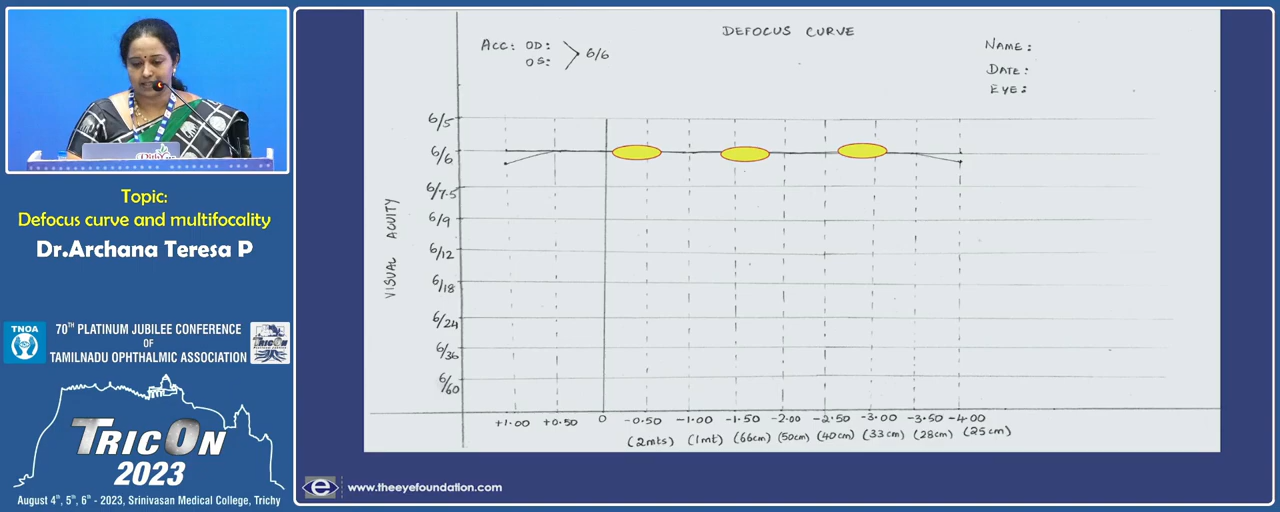 Topic:
Defocus curve and multifocality
Dr.Archana Teresa P
TNOA
70TH PLATINUM JUBILEE CONFERENCE
OF
TAMILNADU OPHTHALMIC ASSOCIATION
TRICON
TRICON
2023
August 4th, 5th, 6th - 2023, Srinivasan Medical College, Trichy
DEFOCUS CURVE
ACC: OD:
OS:
6/6
NAME:
DATE:
EYE:
VISUAL ACUITY
6/5
6/6
6/7.5
6/9
6/12
6/18
6/24
6/36
6/60
+1.00 +0.50 0 -0.50 -1.00 -1.50 -2.00 -2.50 -3.00 -3.50 -4.00
(2mts) (1mt) (66cm) (50cm) (40cm) (33cm) (28cm) (25cm)
e www.theeyefoundation.com